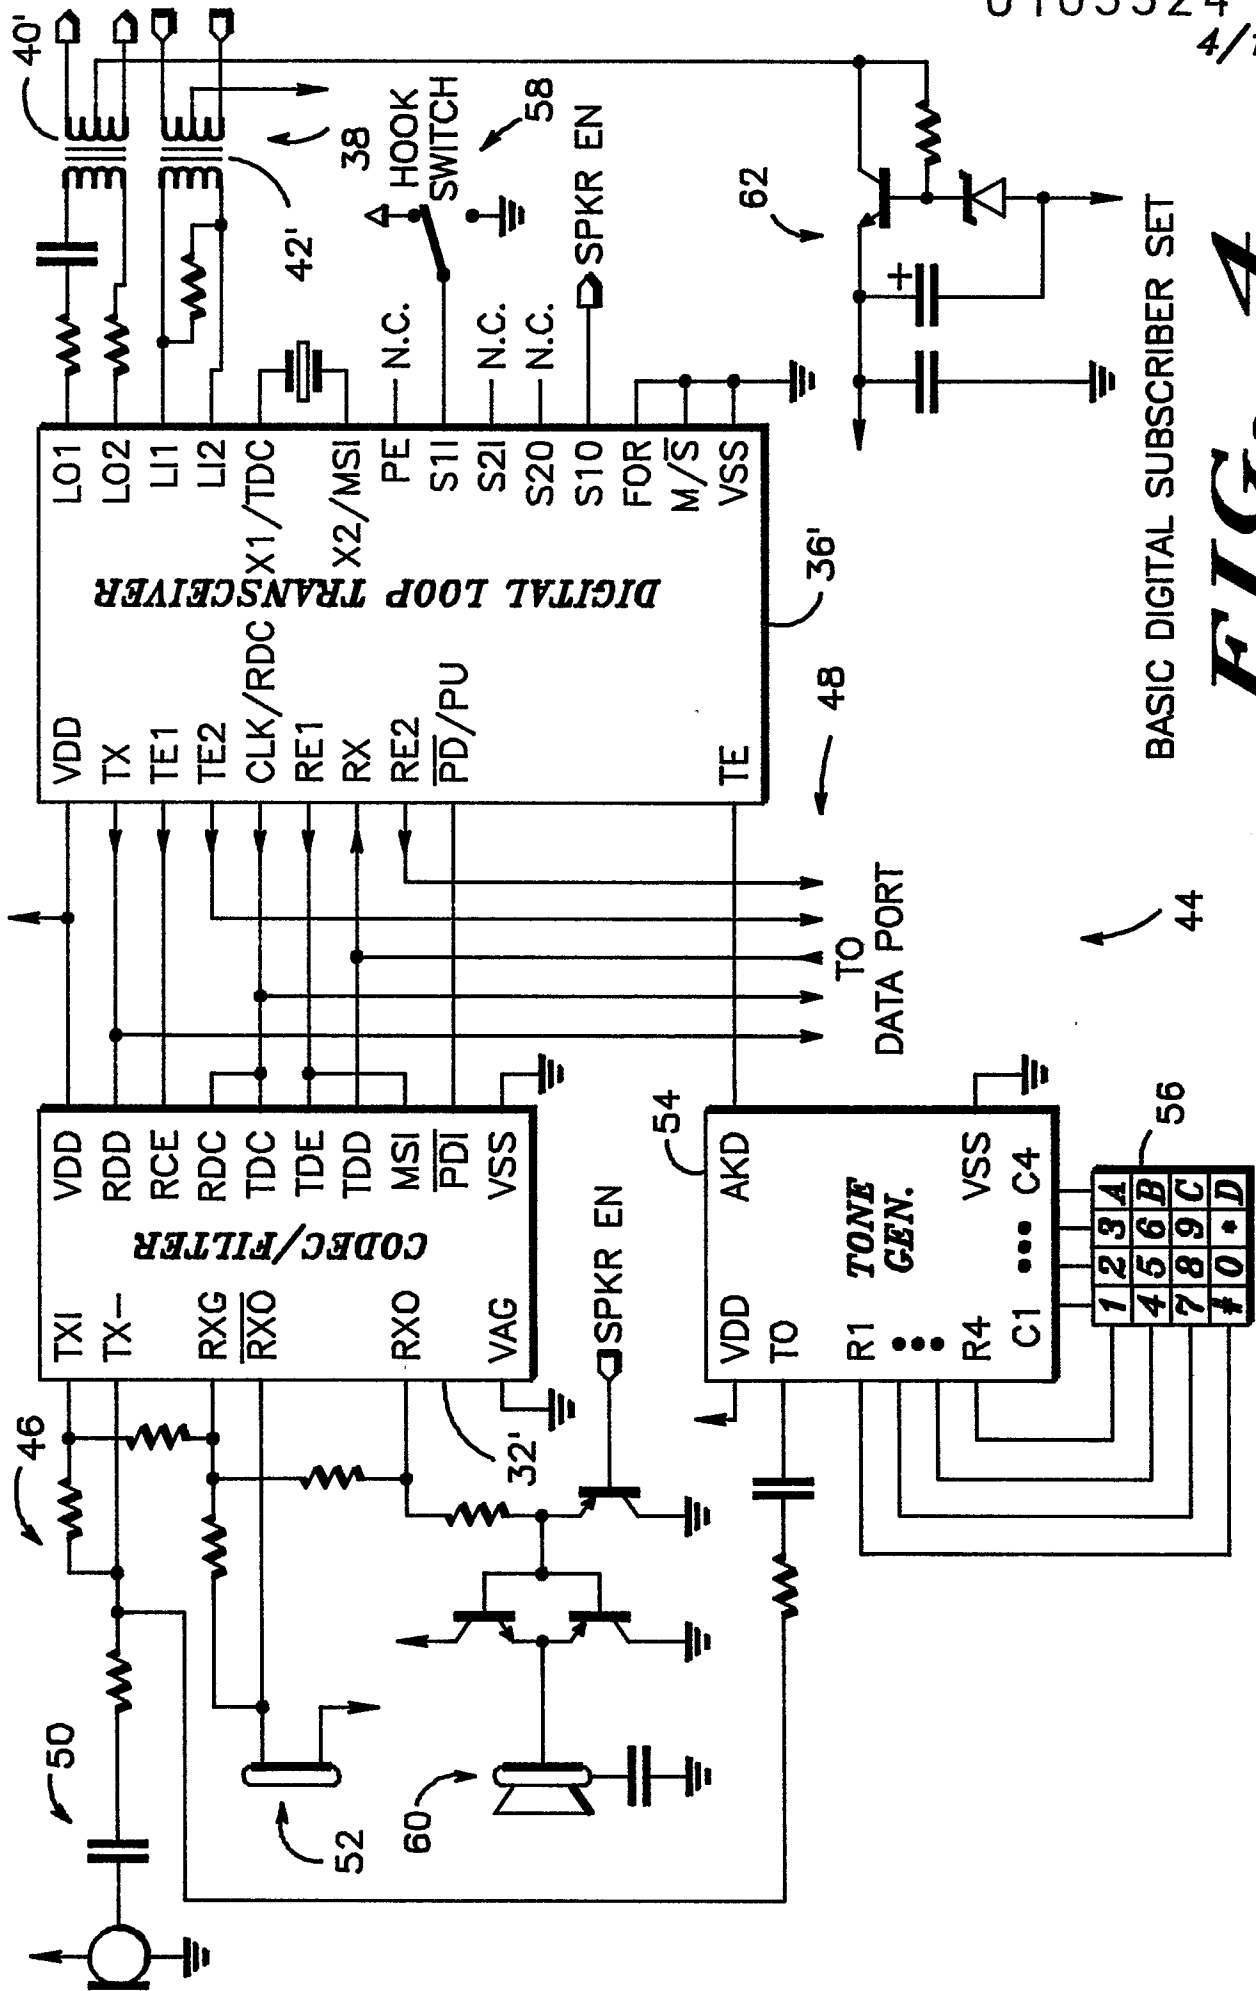 0103524
4/1
40'
38
42'
HOOK
SWITCH
58
SPKR EN
62
N.C.
N.C.
N.C.
LO1
LO2
LI1
LI2
X1/TDC
X2/MSI
PE
S1I
S2I
S2O
S1O
FOR
M/S̅
VSS
DIGITAL LOOP TRANSCEIVER
36'
VDD
TX
TE1
TE2
CLK/RDC
RE1
RX
RE2
P̅D̅/PU
TE
48
TO
DATA PORT
44
VDD
RDD
RCE
RDC
TDC
TDE
TDD
MSI
P̅D̅I̅
VSS
CODEC/FILTER
TXI
TX-
RXG
R̅X̅O̅
RXO
VAG
32'
46
50
52
60
SPKR EN
54
AKD
VDD
TO
TONE
GEN.
R1
R4
VSS
C1
C4
56
1 2 3 A
4 5 6 B
7 8 9 C
# 0 * D
BASIC DIGITAL SUBSCRIBER SET
FIG. 4